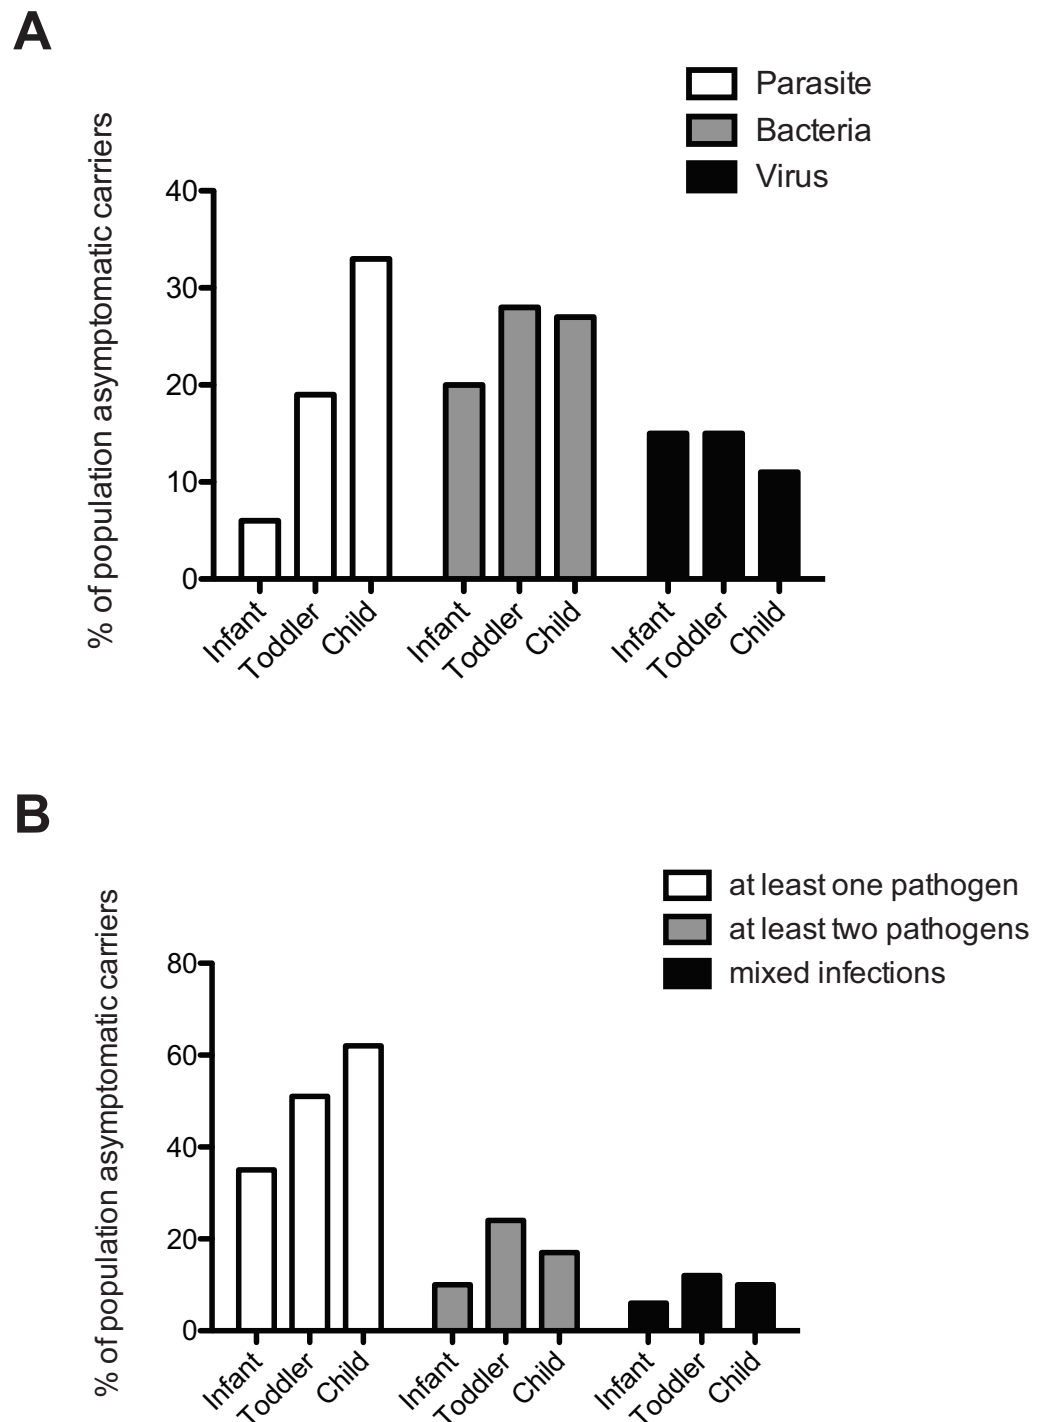 A
Parasite
Bacteria
Virus
% of population asymptomatic carriers
40
30
20
10
0
Infant
Toddler
Child
Infant
Toddler
Child
Infant
Toddler
Child
B
at least one pathogen
at least two pathogens
mixed infections
% of population asymptomatic carriers
80
60
40
20
0
Infant
Toddler
Child
Infant
Toddler
Child
Infant
Toddler
Child